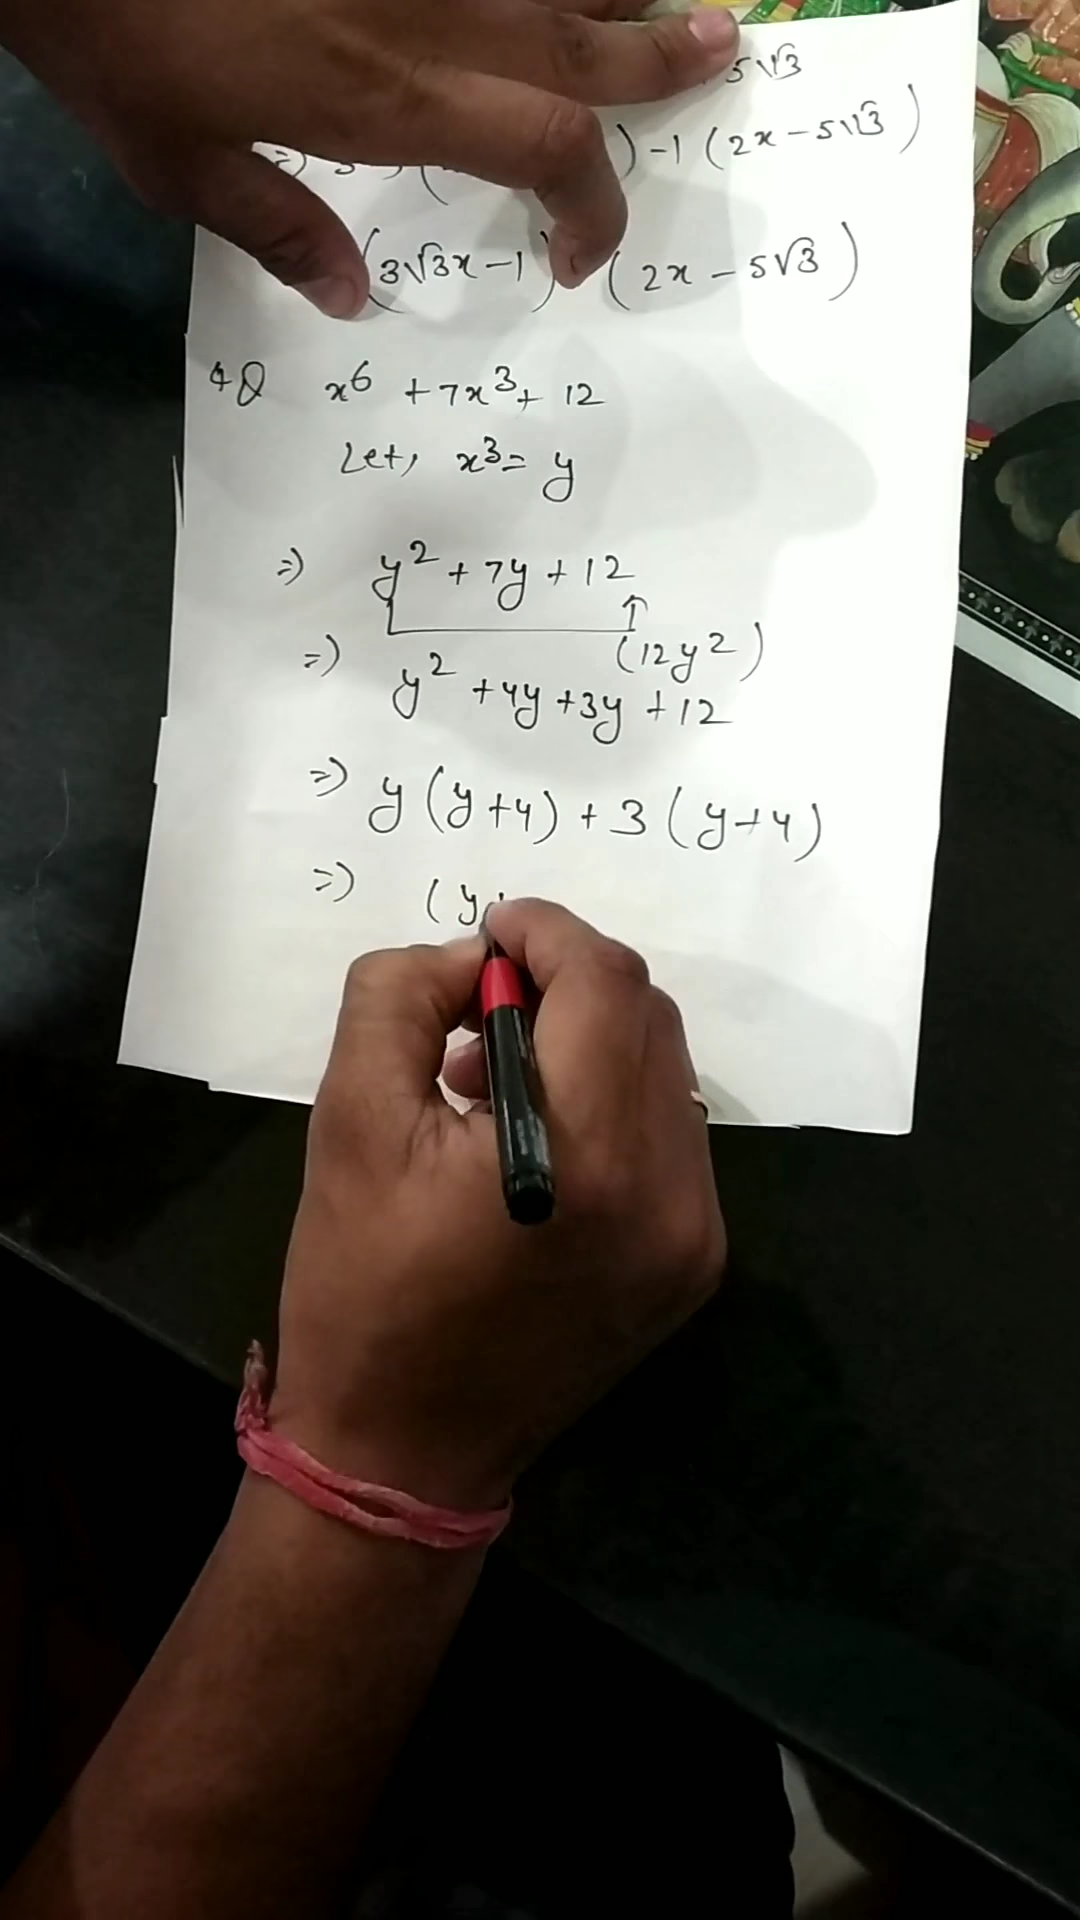 5√3
) -1 (2x - 5√3)
(3√3x - 1) (2x - 5√3)
4Q x⁶ + 7x³ + 12
Let, x³ = y
=) y² + 7y + 12
(12y²)
=) y² + 4y + 3y + 12
=) y (y+4) + 3 (y+4)
=) (y